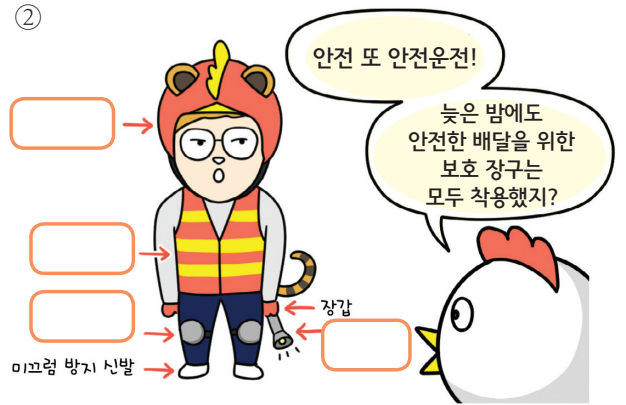 ②
안전 또 안전운전!
늦은 밤에도
안전한 배달을 위한
보호 장구는
모두 착용했지?
장갑
미끄럼 방지 신발